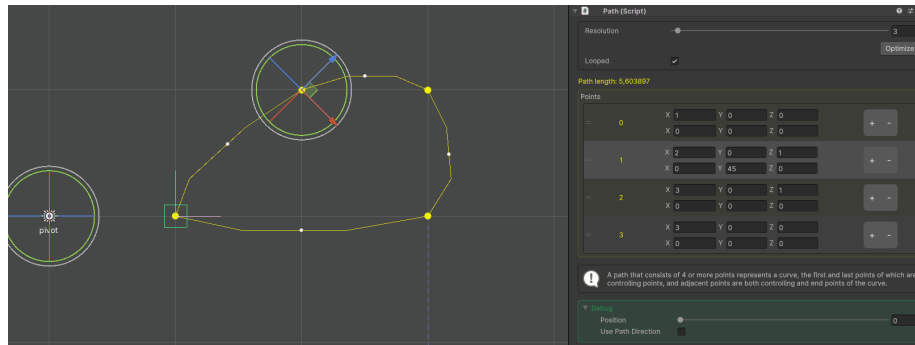 Path (Script)
Resolution 3
Optimize
Looped
Path length: 5,603897
Points
0 X 1 Y 0 Z 0
X 0 Y 0 Z 0
+ -
1 X 2 Y 0 Z 1
X 0 Y 45 Z 0
+ -
2 X 3 Y 0 Z 1
X 0 Y 0 Z 0
+ -
3 X 3 Y 0 Z 0
X 0 Y 0 Z 0
+ -
A path that consists of 4 or more points represents a curve, the first and last points of which are
controlling points, and adjacent points are both controlling and end points of the curve.
Debug
Position 0
Use Path Direction
pivot